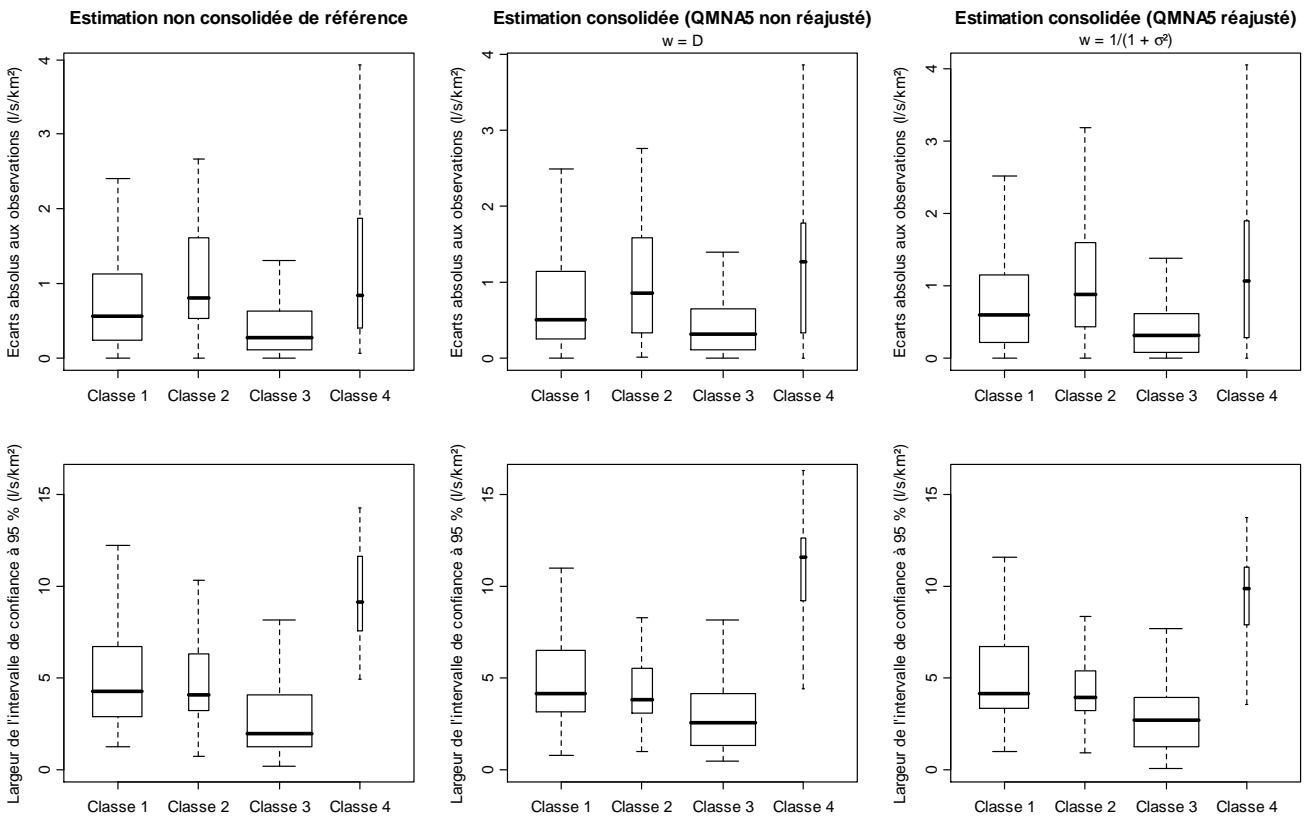 Estimation non consolidée de référence
Estimation consolidée (QMNA5 non réajusté)
w = D
Estimation consolidée (QMNA5 réajusté)
w = 1/(1 + σ²)
Ecarts absolus aux observations (l/s/km²)
0 1 2 3 4
Classe 1 Classe 2 Classe 3 Classe 4
Ecarts absolus aux observations (l/s/km²)
0 1 2 3 4
Classe 1 Classe 2 Classe 3 Classe 4
Ecarts absolus aux observations (l/s/km²)
0 1 2 3 4
Classe 1 Classe 2 Classe 3 Classe 4
Largeur de l'intervalle de confiance à 95 % (l/s/km²)
0 5 10 15
Classe 1 Classe 2 Classe 3 Classe 4
Largeur de l'intervalle de confiance à 95 % (l/s/km²)
0 5 10 15
Classe 1 Classe 2 Classe 3 Classe 4
Largeur de l'intervalle de confiance à 95 % (l/s/km²)
0 5 10 15
Classe 1 Classe 2 Classe 3 Classe 4